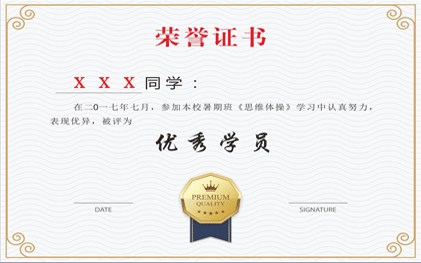 荣誉证书
X X X同学：
在二0一七年七月，参加本校暑期班《思维体操》学习中认真努力，
表现优异，被评为
优秀学员
PREMIUM
QUALITY
DATE
SIGNATURE